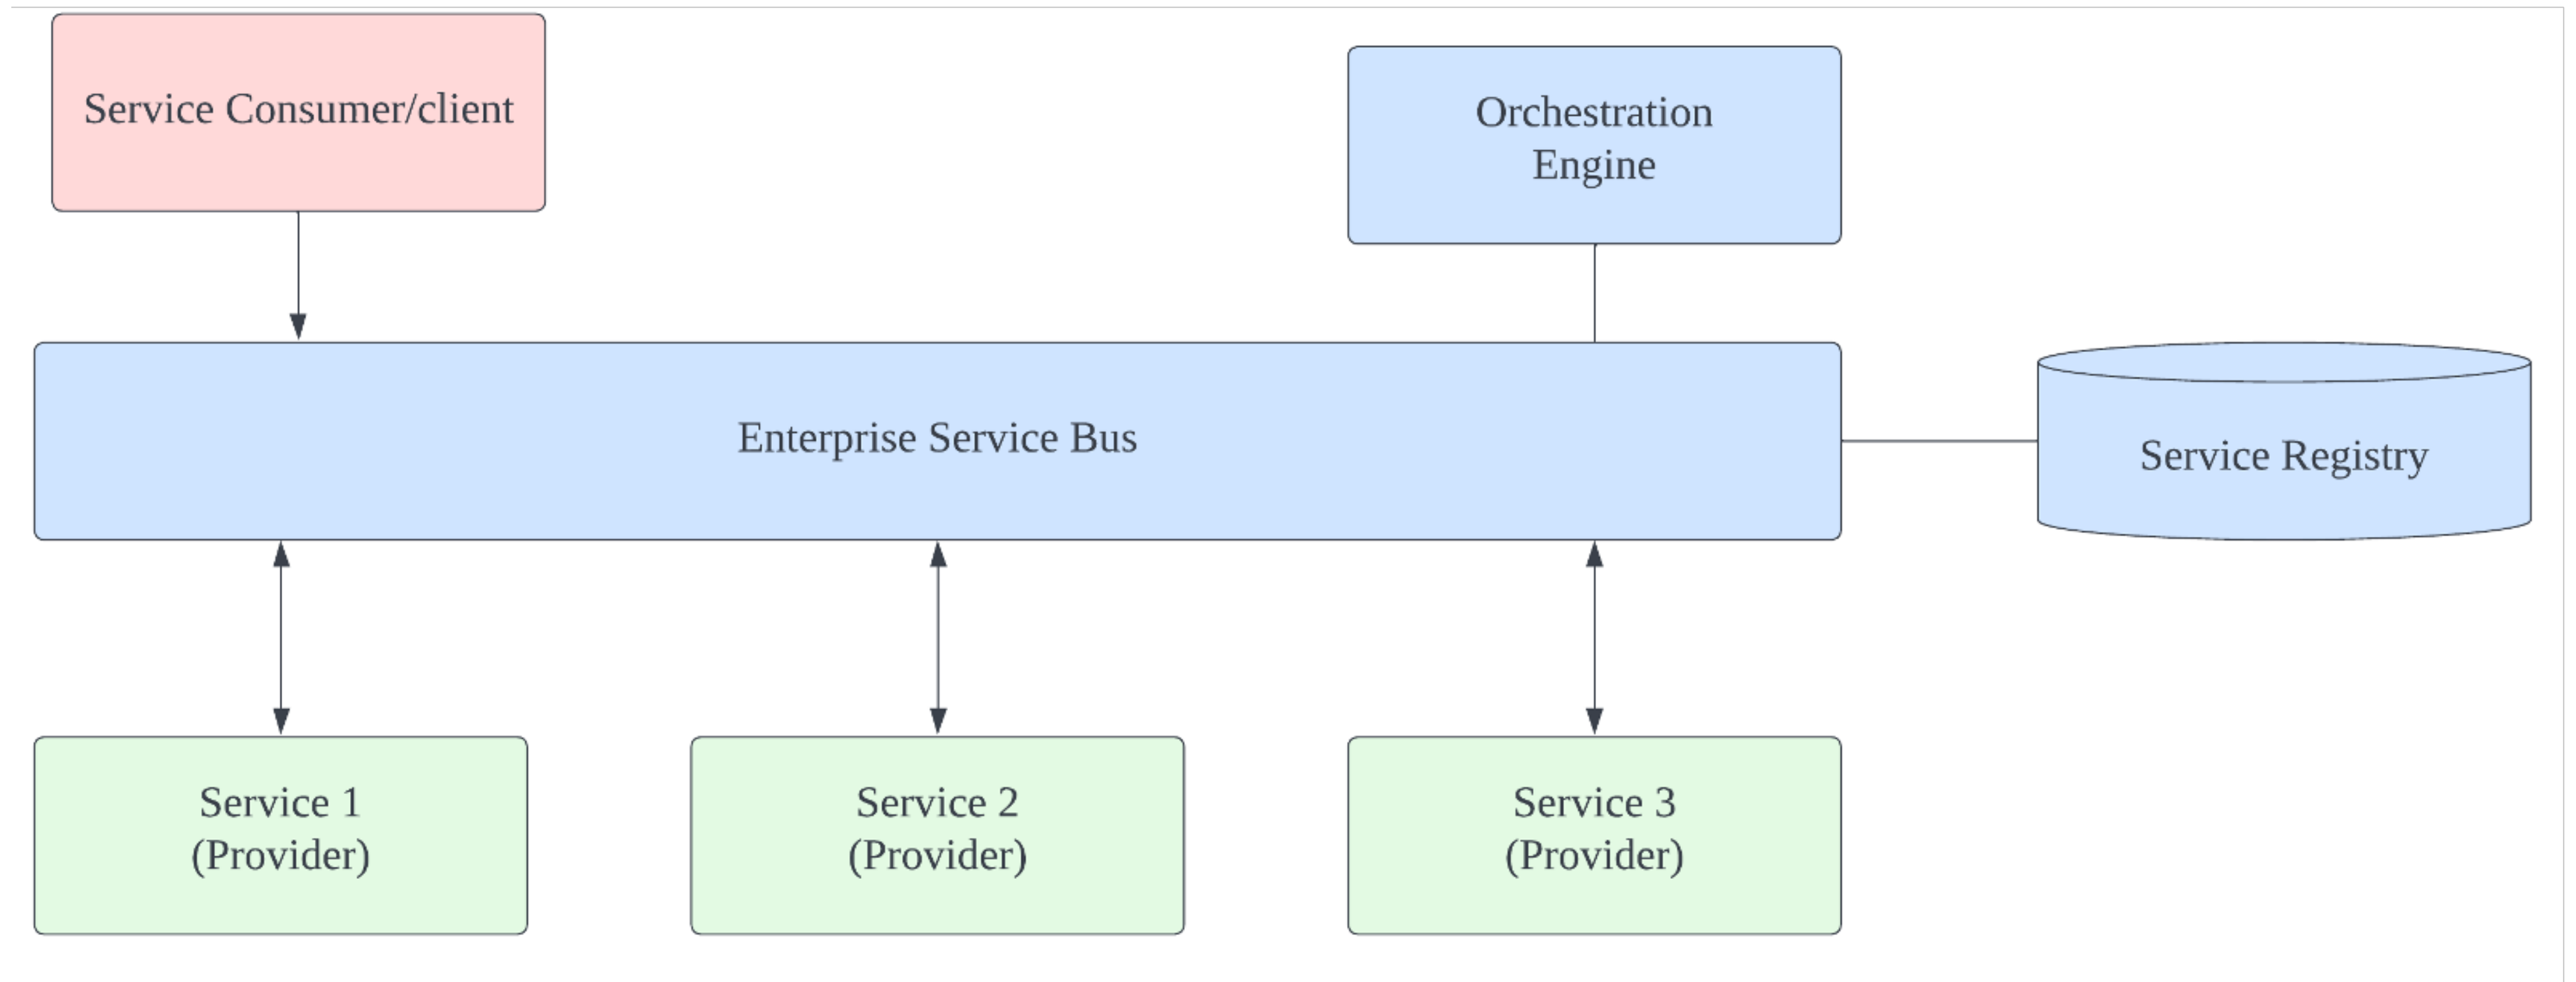 Service Consumer/client
Orchestration
Engine
Enterprise Service Bus
Service Registry
Service 1
(Provider)
Service 2
(Provider)
Service 3
(Provider)